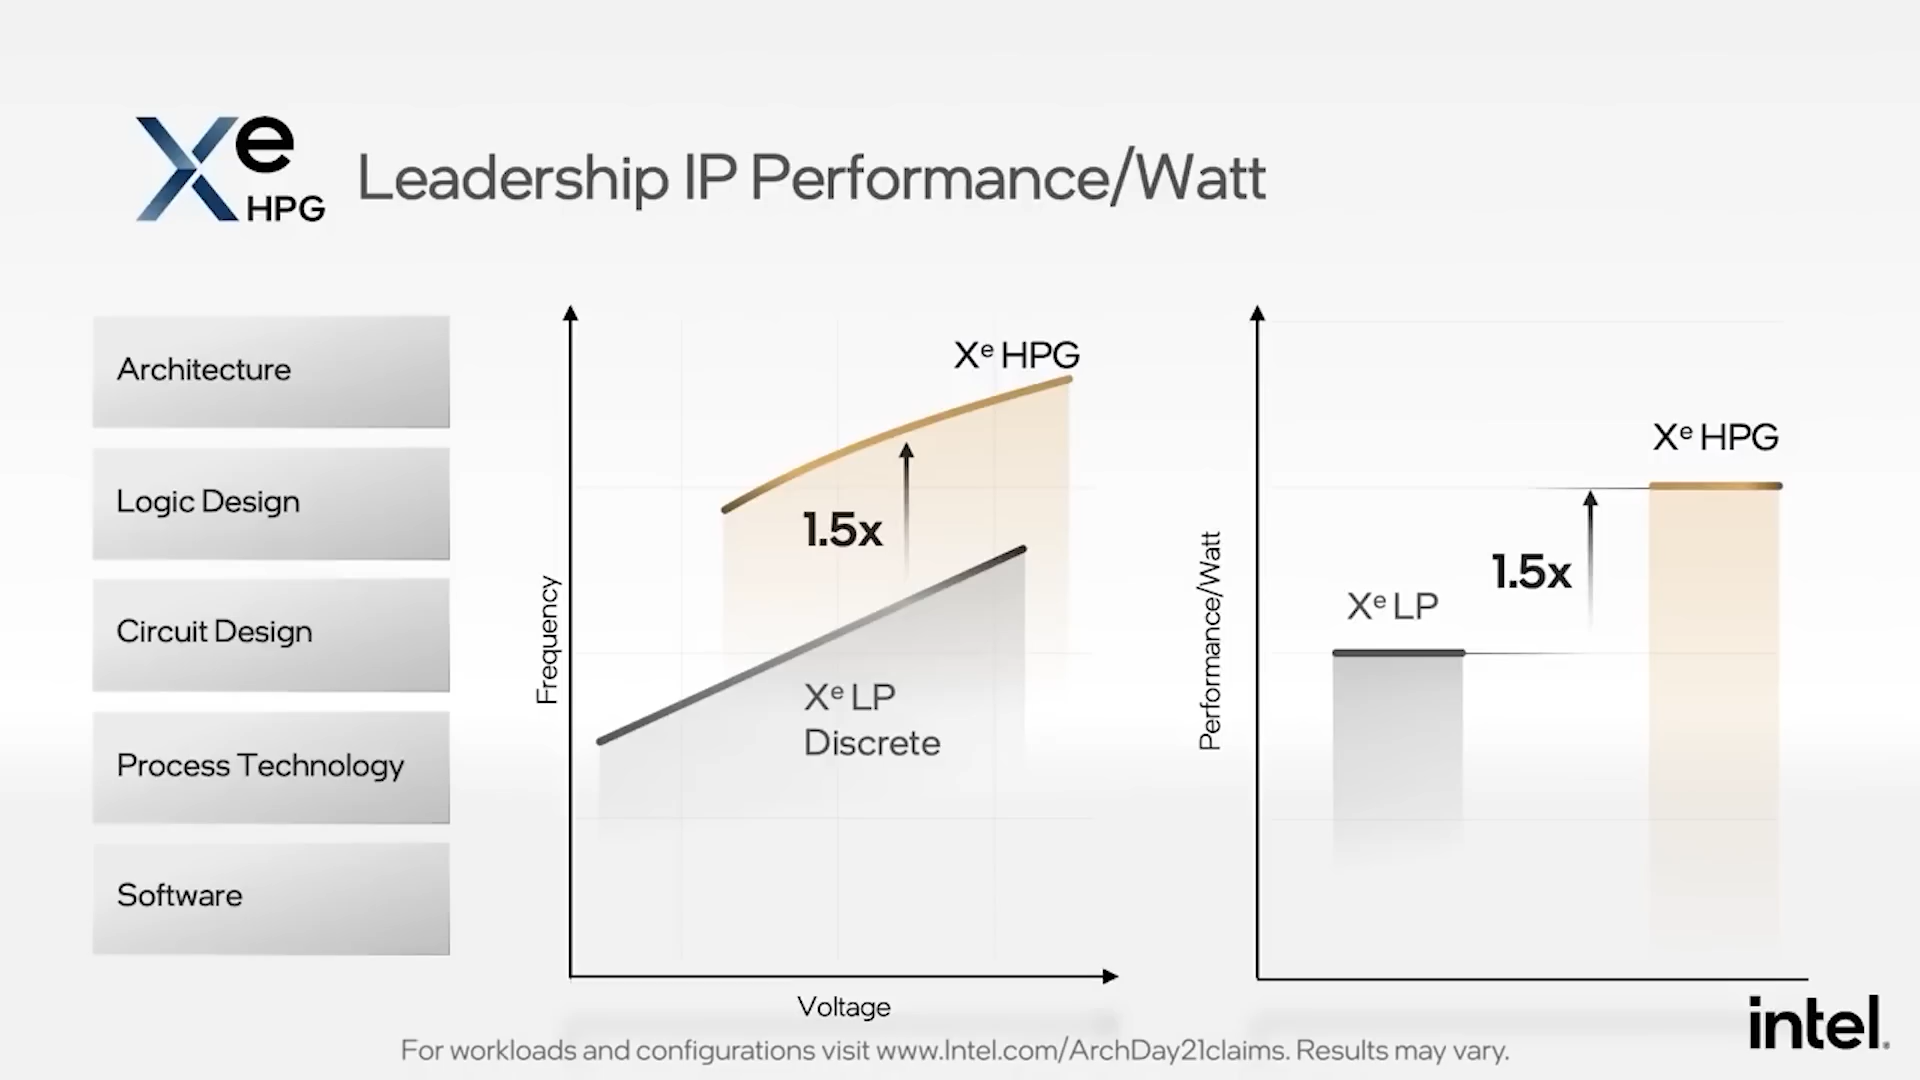 Xe HPG
Leadership IP Performance/Watt
Architecture
Logic Design
Circuit Design
Process Technology
Software
Frequency
Xe HPG
1.5x
Xe LP
Discrete
Voltage
Performance/Watt
Xe HPG
1.5x
Xe LP
intel.
For workloads and configurations visit www.Intel.com/ArchDay21claims. Results may vary.